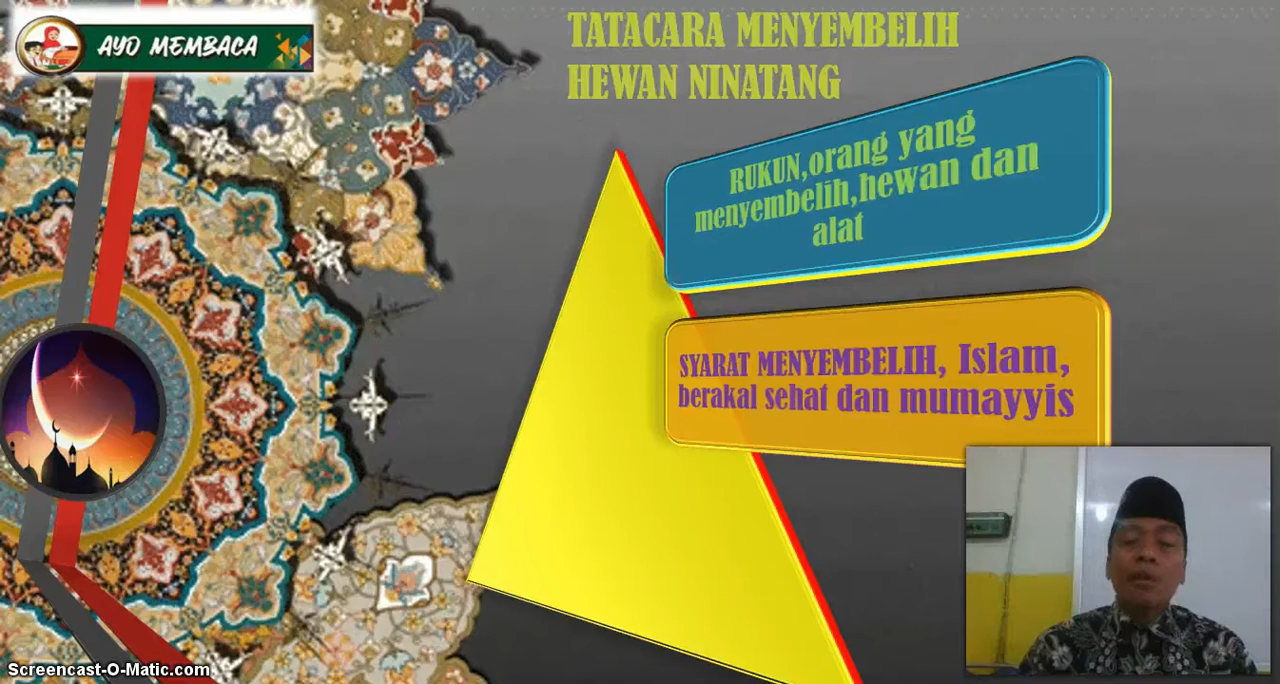 AYO MEMBACA
TATACARA MENYEMBELIH
HEWAN NINATANG
RUKUN,orang yang
menyembelih,hewan dan
alat
SYARAT MENYEMBELIH, Islam,
berakal sehat dan mumayyis
Screencast-O-Matic.com